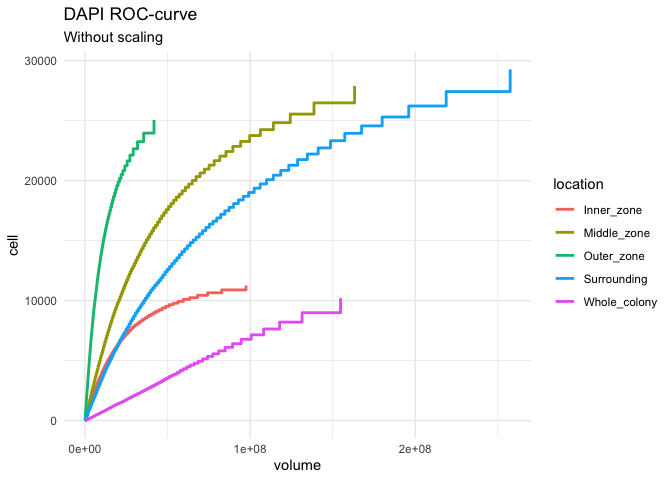 DAPI ROC-curve
Without scaling
30000
20000
10000
0
cell
0e+00
1e+08
2e+08
volume
location
Inner_zone
Middle_zone
Outer_zone
Surrounding
Whole_colony